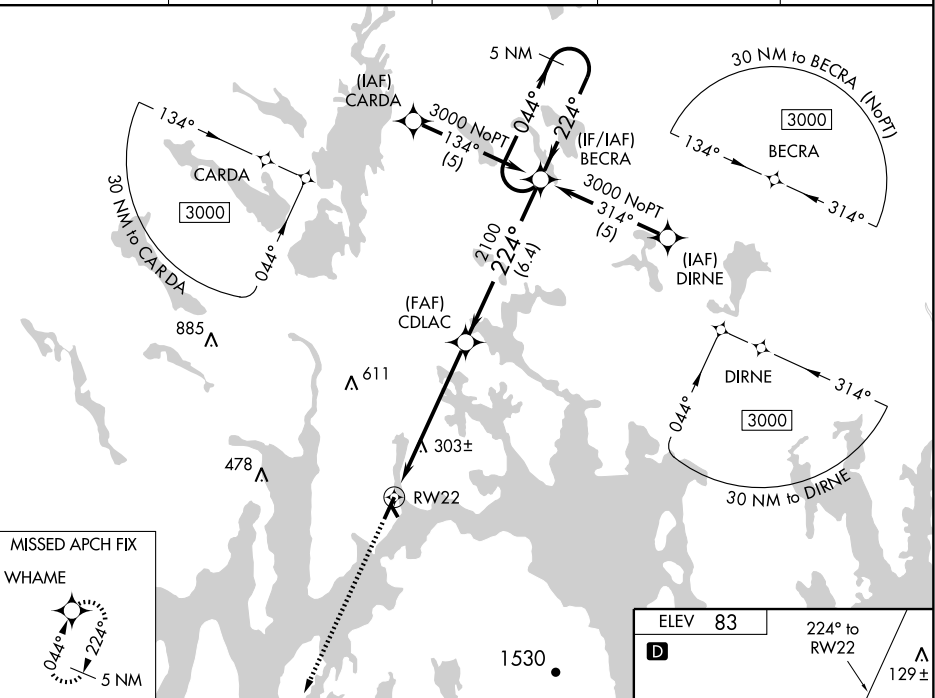 5 NM
(IAF)
CARDA
3000 NoPT
134°
(5)
044°
224°
(IF/IAF)
BECRA
3000 NoPT
314°
(5)
(IAF)
DIRNE
2100
224°
(6.4)
(FAF)
CDLAC
134°
CARDA
3000
044°
30 NM to CARDA
30 NM to BECRA (NoPT)
3000
134°
BECRA
314°
DIRNE
044°
314°
3000
30 NM to DIRNE
885
611
303±
478
RW22
1530
MISSED APCH FIX
WHAME
044°
224°
5 NM
ELEV 83
D
224° to
RW22
129±